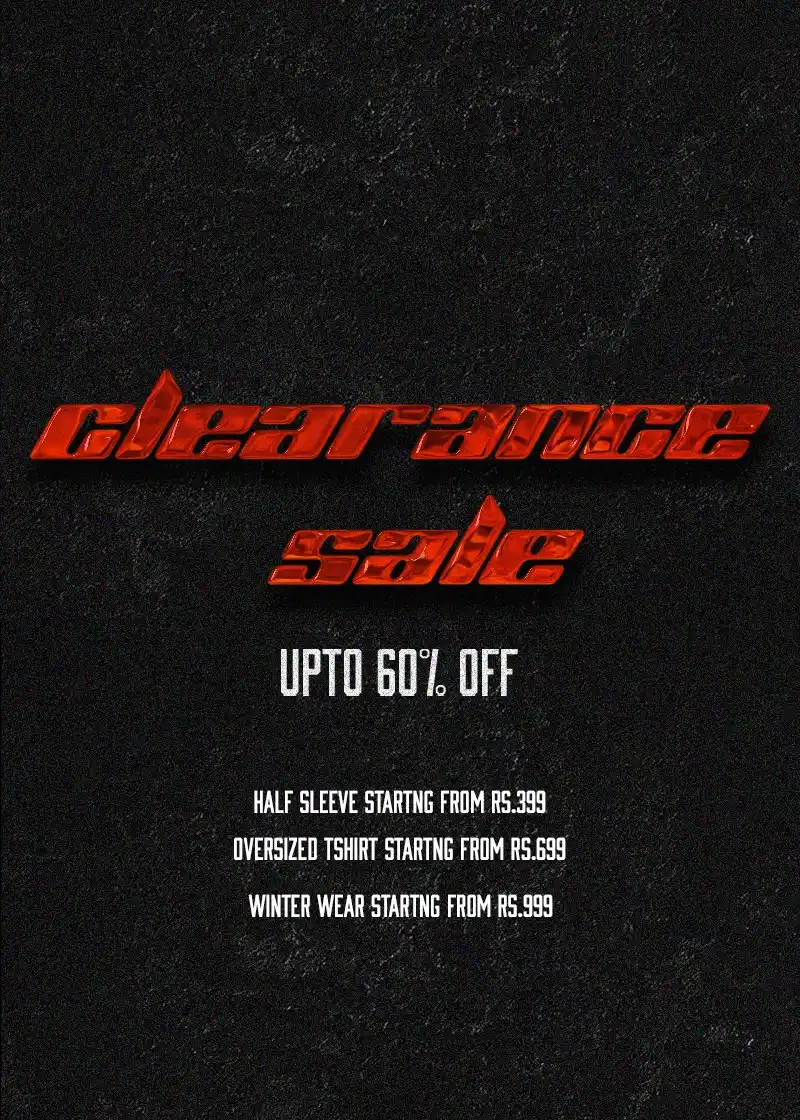 clearance
sale
UPTO 60% OFF
HALF SLEEVE STARTNG FROM RS.399
OVERSIZED TSHIRT STARTNG FROM RS.699
WINTER WEAR STARTNG FROM RS.999